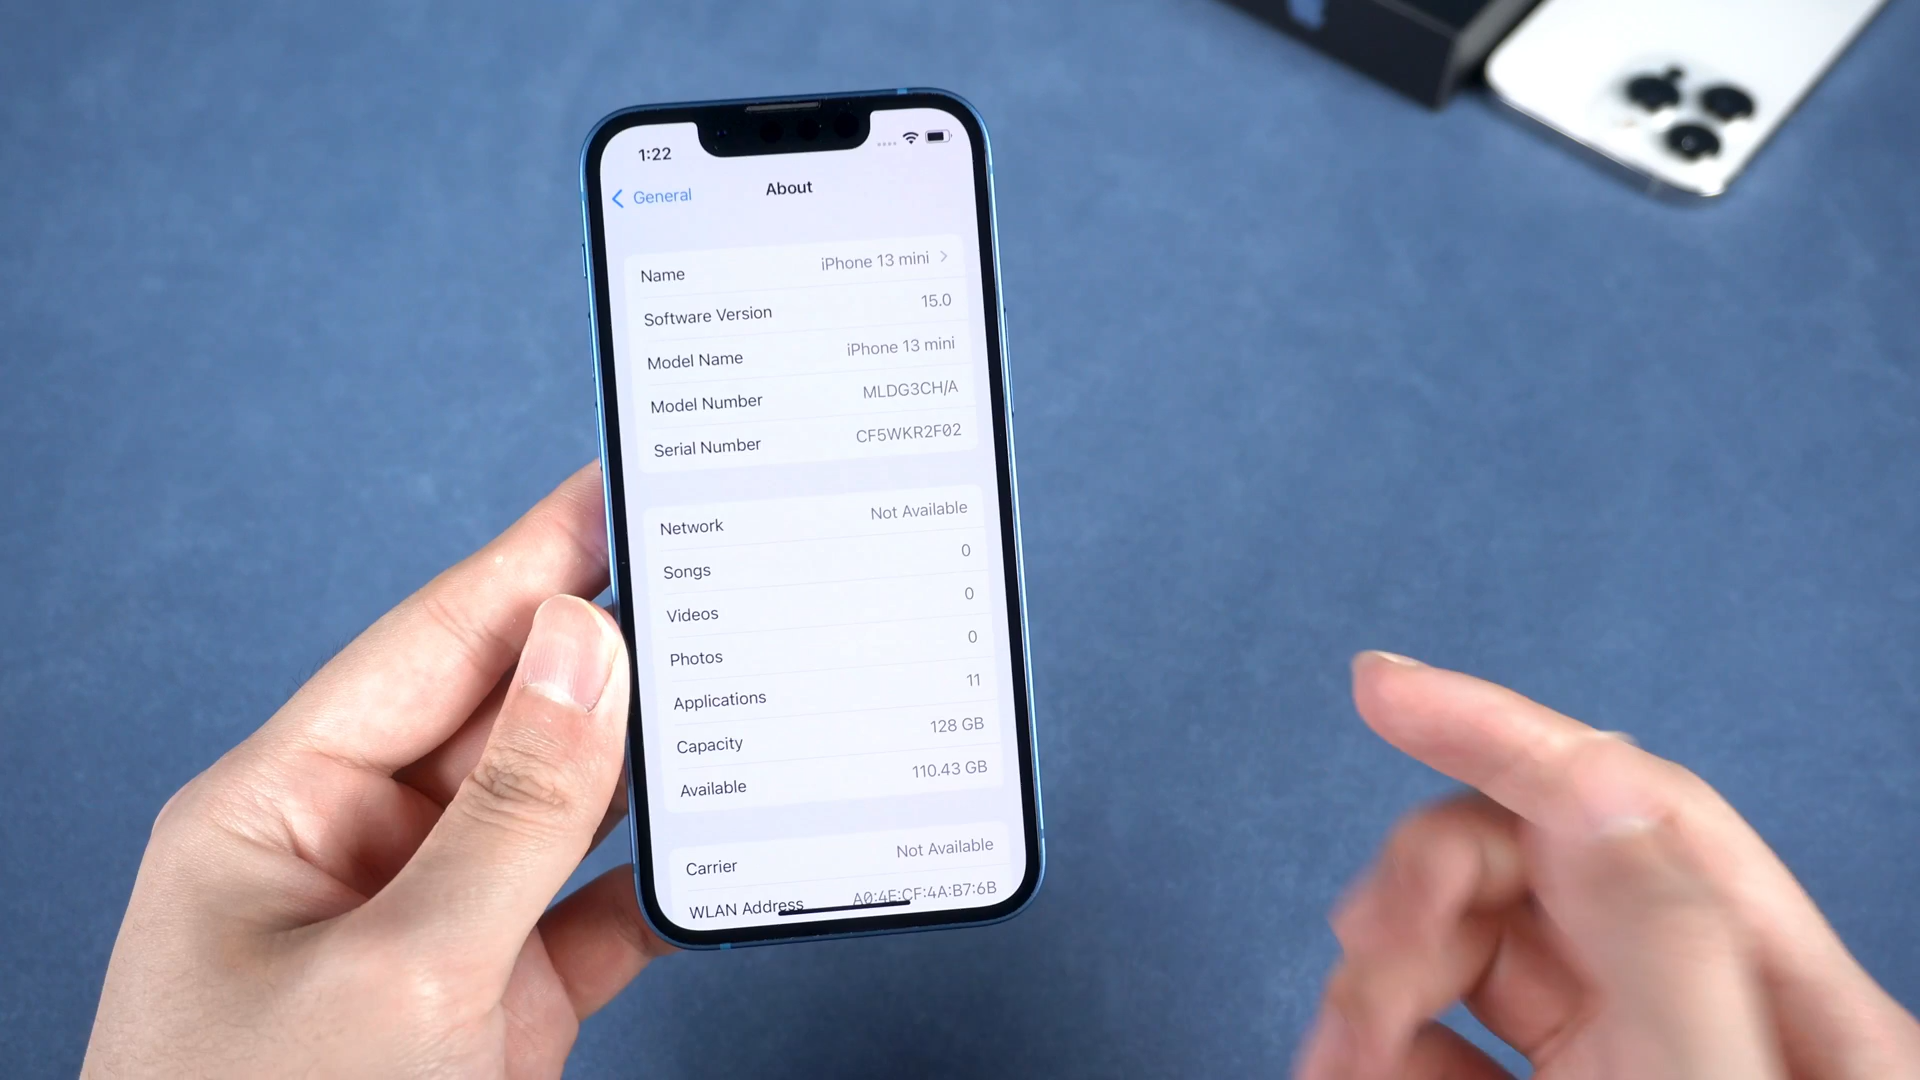 1:22
General
About
Name iPhone 13 mini
Software Version 15.0
Model Name iPhone 13 mini
Model Number MLDG3CH/A
Serial Number CF5WKR2F02
Network Not Available
Songs 0
Videos 0
Photos 0
Applications 11
Capacity 128 GB
Available 110.43 GB
Carrier Not Available
WLAN Address A0:4E:CF:4A:B7:6B